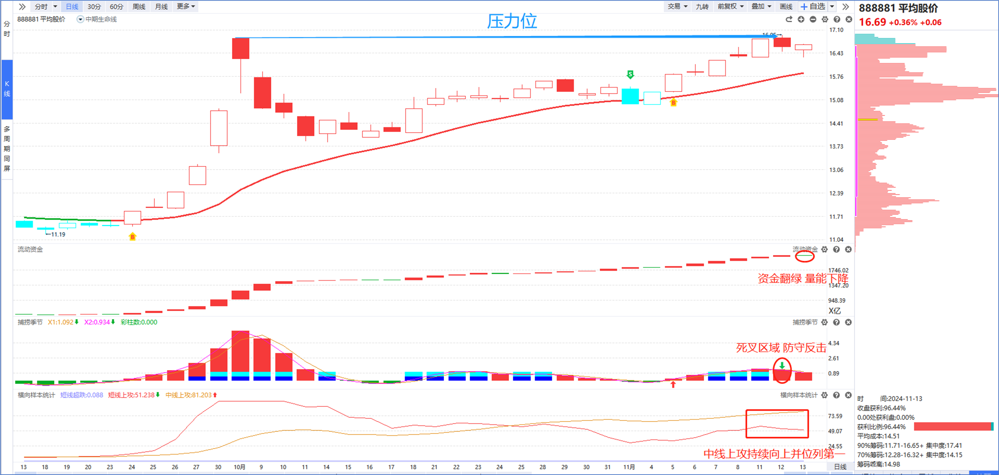 分时 日线 30分 60分 周线 月线 更多 交易 九转 前复权 叠加 画线 自选
888881 平均股价
16.69 +0.36% +0.06
分时
K线
多周期同屏
888881 平均股价 中期生命线
压力位
17.10
16.43
15.76
15.08
14.41
13.73
13.06
12.39
11.71
11.04
16.95
S
B
B
11.19
流动资金 流动资金
1746.02
资金翻绿 量能下降
1347.20
948.39
X亿
捕捞季节 X1:1.092 X2:0.934 彩柱数:0.000 捕捞季节
4.34
死叉区域 防守反击
2.61
0.89
横向样本统计 短线超跌:0.088 短线上攻:51.238 中线上攻:81.203 横向样本统计
73.59
49.07
24.55
中线上攻持续向上并位列第一
13 18 19 20 23 24 25 26 27 30 10月 9 10 11 14 15 16 17 18 21 22 23 24 25 28 29 30 31 11月 4 5 6 7 8 11 12 13 日线
时 间:2024-11-13
收盘获利:96.44%
0.00处获利盘:0.00%
获利比例:96.44%
平均成本:14.51
90%筹码:11.71-16.65+ 集中度:17.41
70%筹码:12.28-16.32+ 集中度:14.15
筹码乖离:14.98